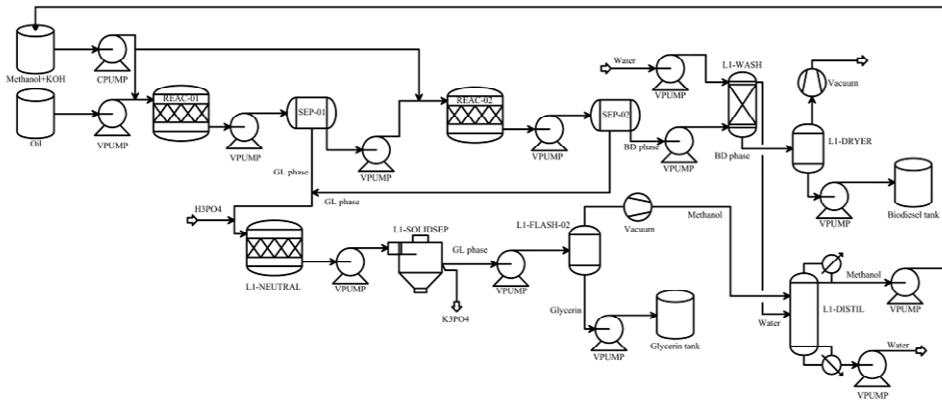 Methanol+KOH
CPUMP
Oil
VPUMP
REAC-01
VPUMP
SEP-01
VPUMP
REAC-02
VPUMP
SEP-02
BD phase
VPUMP
Water
VPUMP
L1-WASH
BD phase
Vacuum
L1-DRYER
VPUMP
Biodiesel tank
GL phase
GL phase
H3PO4
L1-NEUTRAL
VPUMP
L1-SOLIDSEP
GL phase
K3PO4
VPUMP
L1-FLASH-02
Vacuum
Methanol
Glycerin
VPUMP
Glycerin tank
Water
L1-DISTIL
Methanol
VPUMP
Water
VPUMP